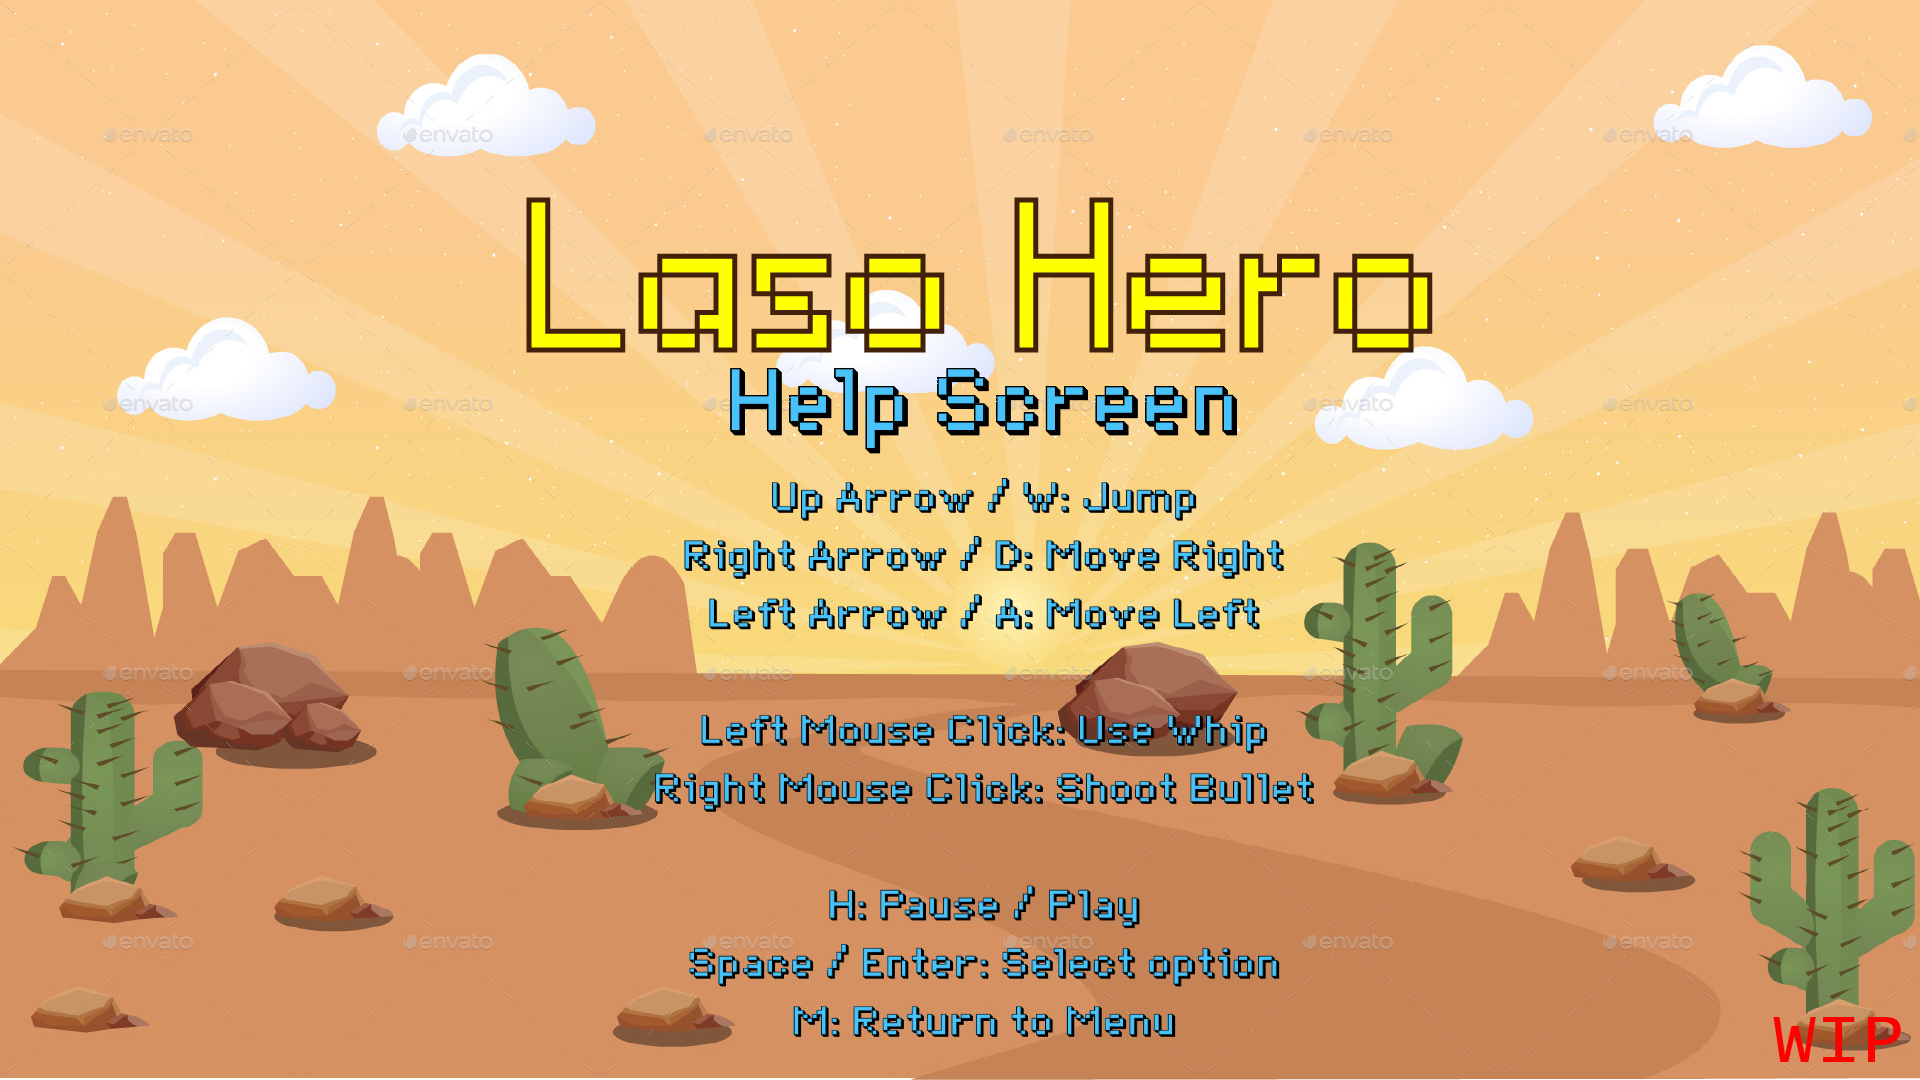 Laso Hero
Help Screen
Up Arrow / W: Jump
Right Arrow / D: Move Right
Left Arrow / A: Move Left
Left Mouse Click: Use Whip
Right Mouse Click: Shoot Bullet
H: Pause / Play
Space / Enter: Select option
M: Return to Menu
WIP
envato